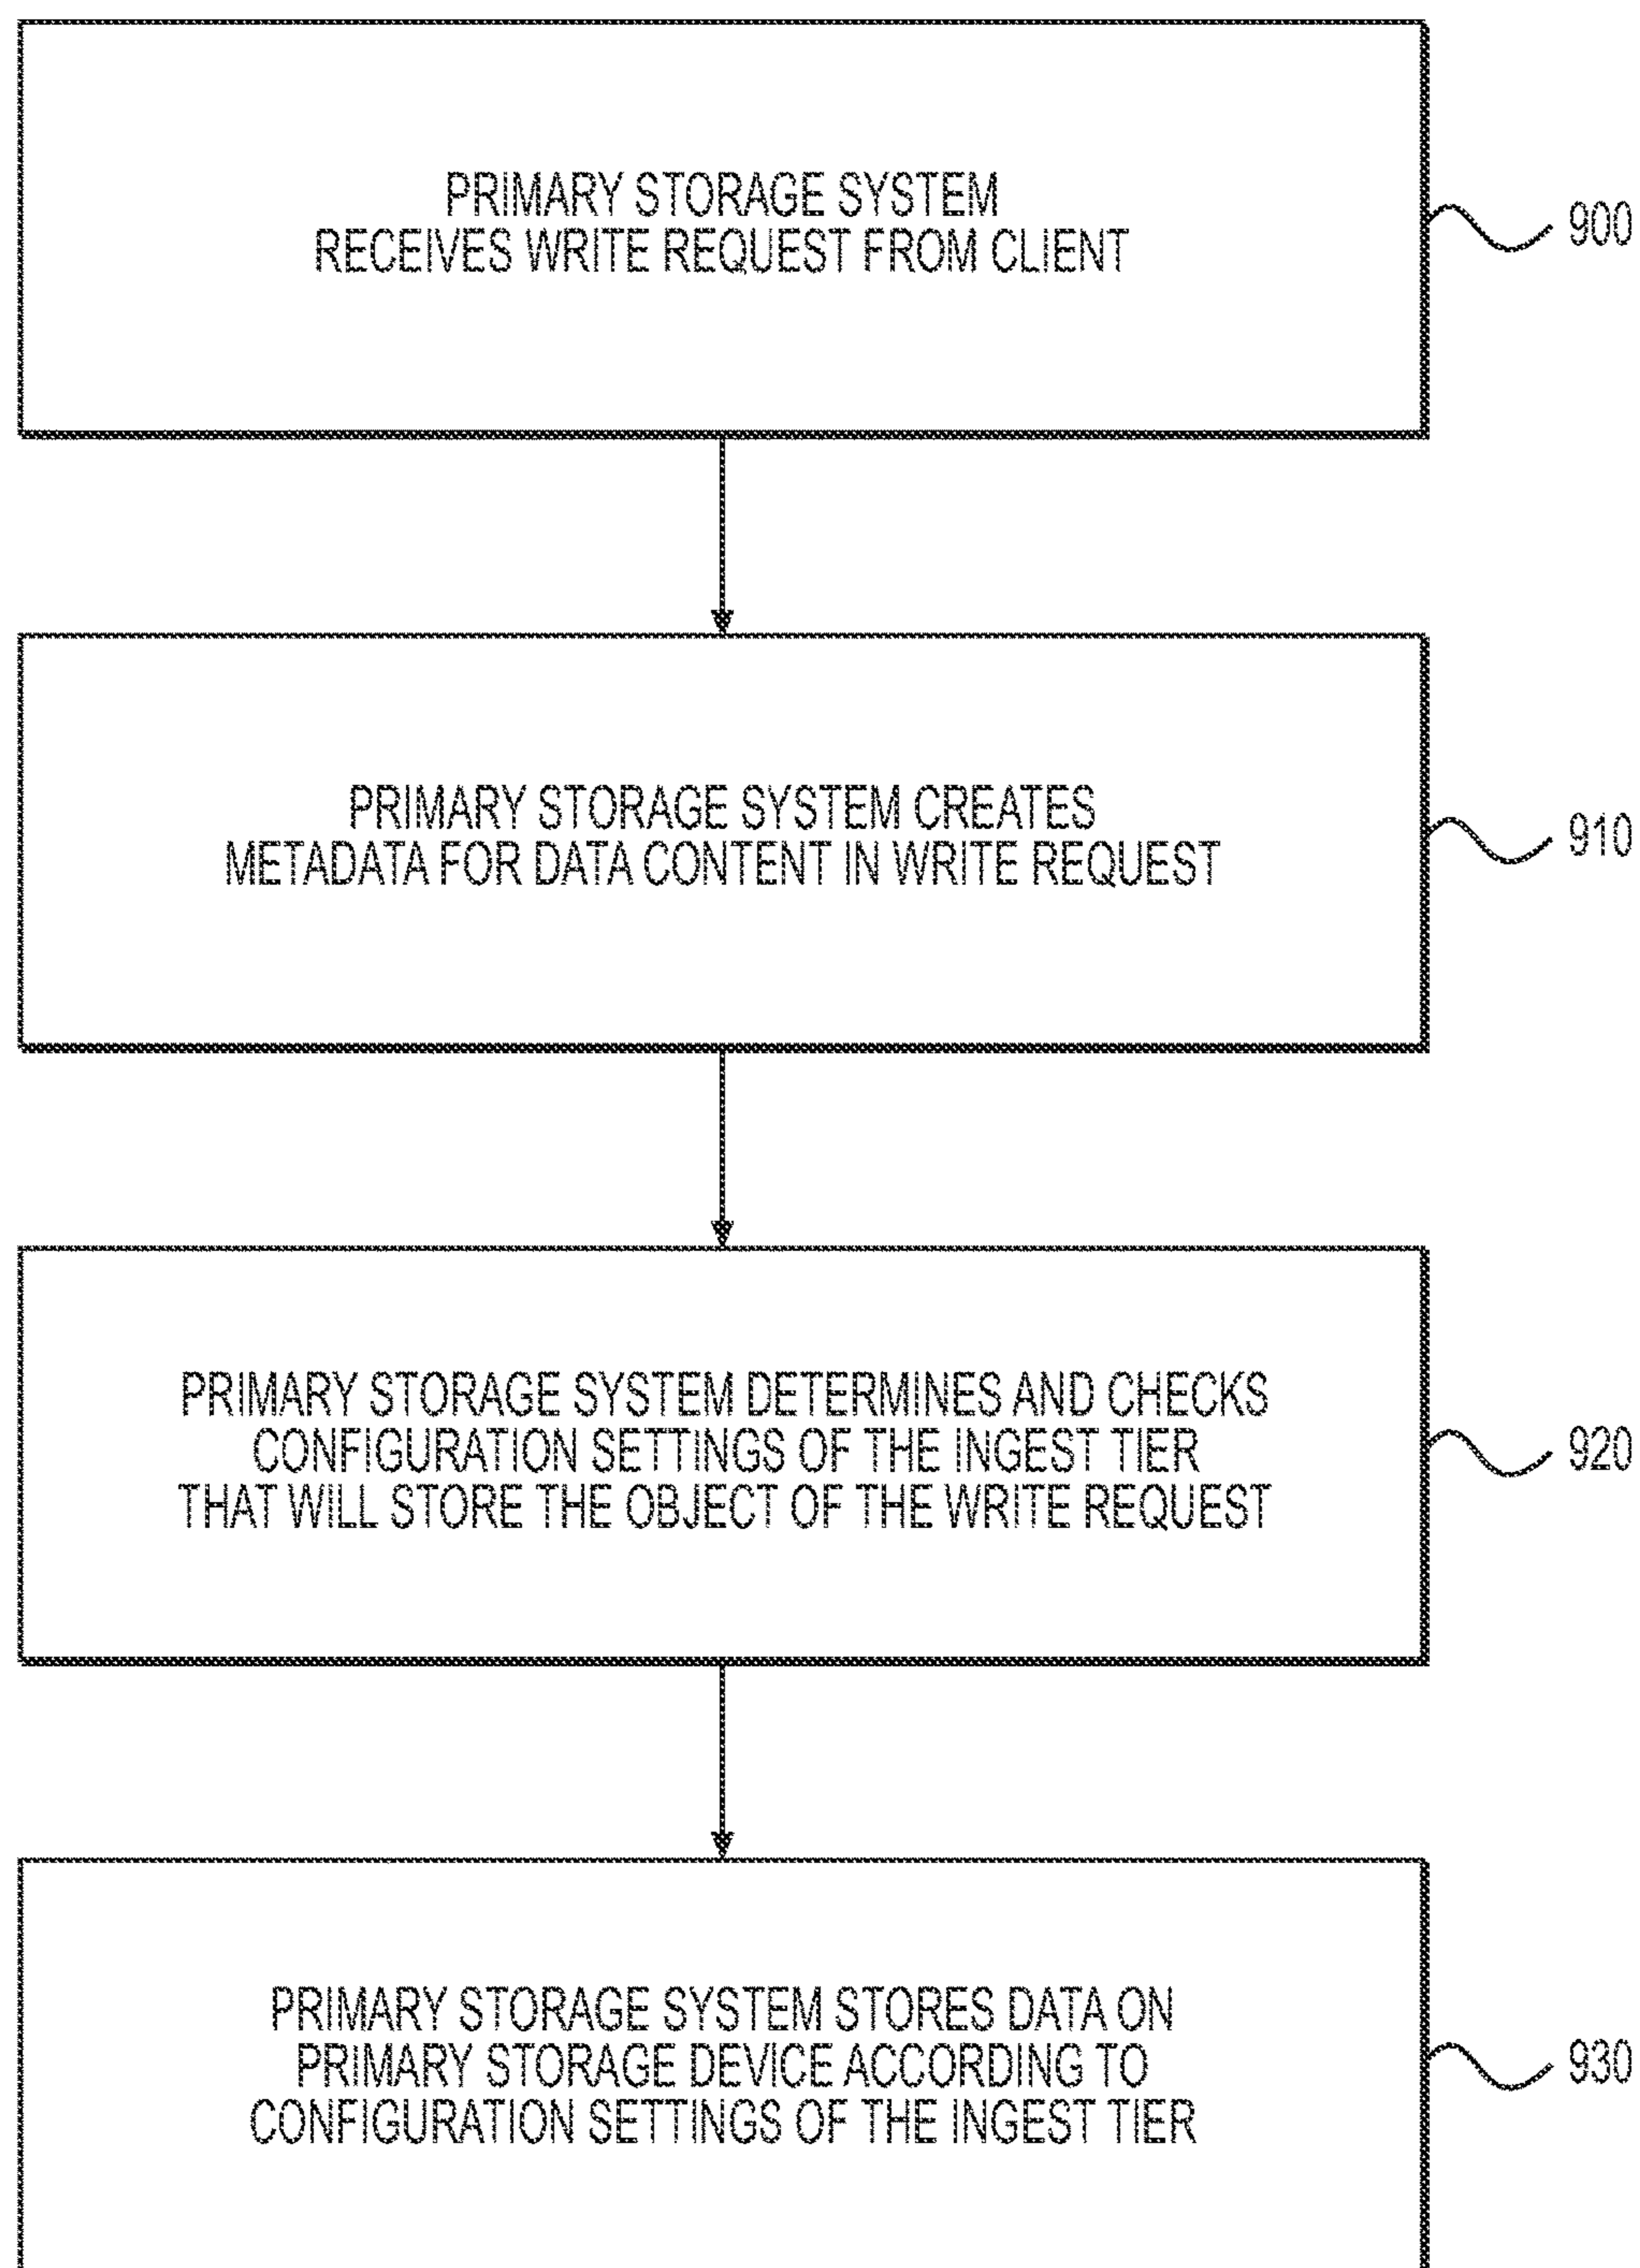 PRIMARY STORAGE SYSTEM
RECEIVES WRITE REQUEST FROM CLIENT
900
PRIMARY STORAGE SYSTEM CREATES
METADATA FOR DATA CONTENT IN WRITE REQUEST
910
PRIMARY STORAGE SYSTEM DETERMINES AND CHECKS
CONFIGURATION SETTINGS OF THE INGEST TIER
THAT WILL STORE THE OBJECT OF THE WRITE REQUEST
920
PRIMARY STORAGE SYSTEM STORES DATA ON
PRIMARY STORAGE DEVICE ACCORDING TO
CONFIGURATION SETTINGS OF THE INGEST TIER
930